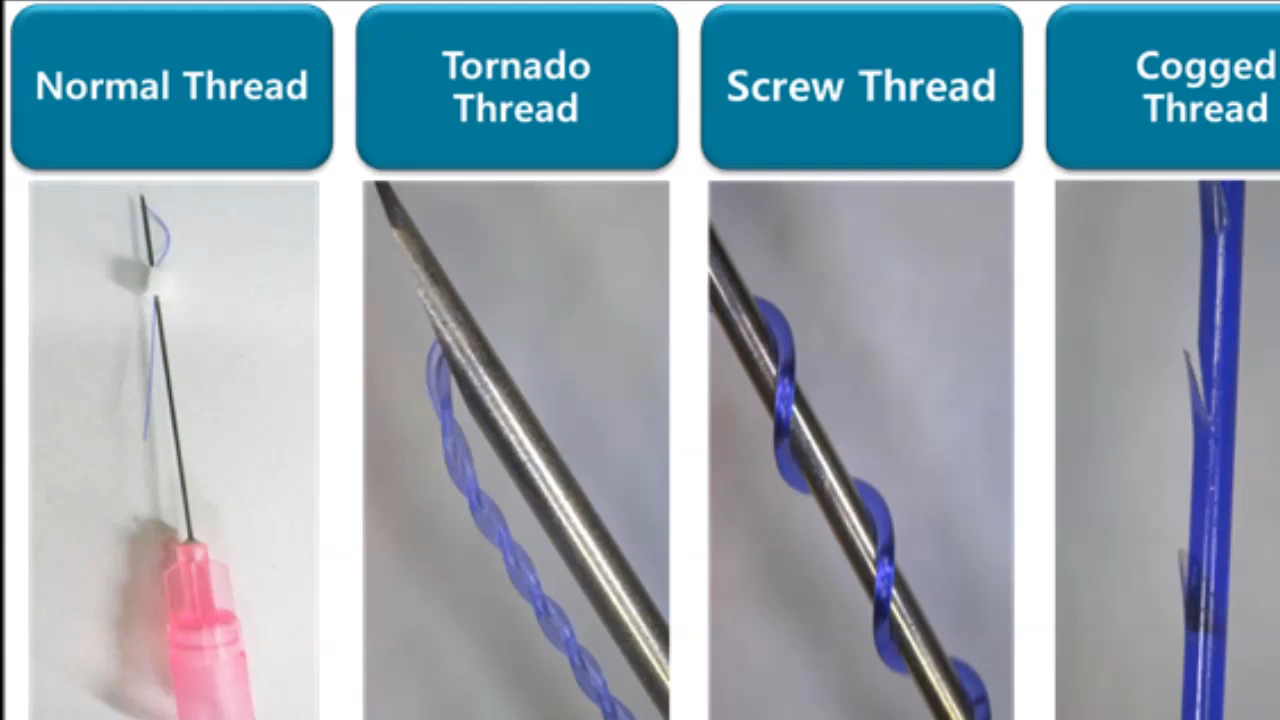 Normal Thread
Tornado
Thread
Screw Thread
Cogged
Thread